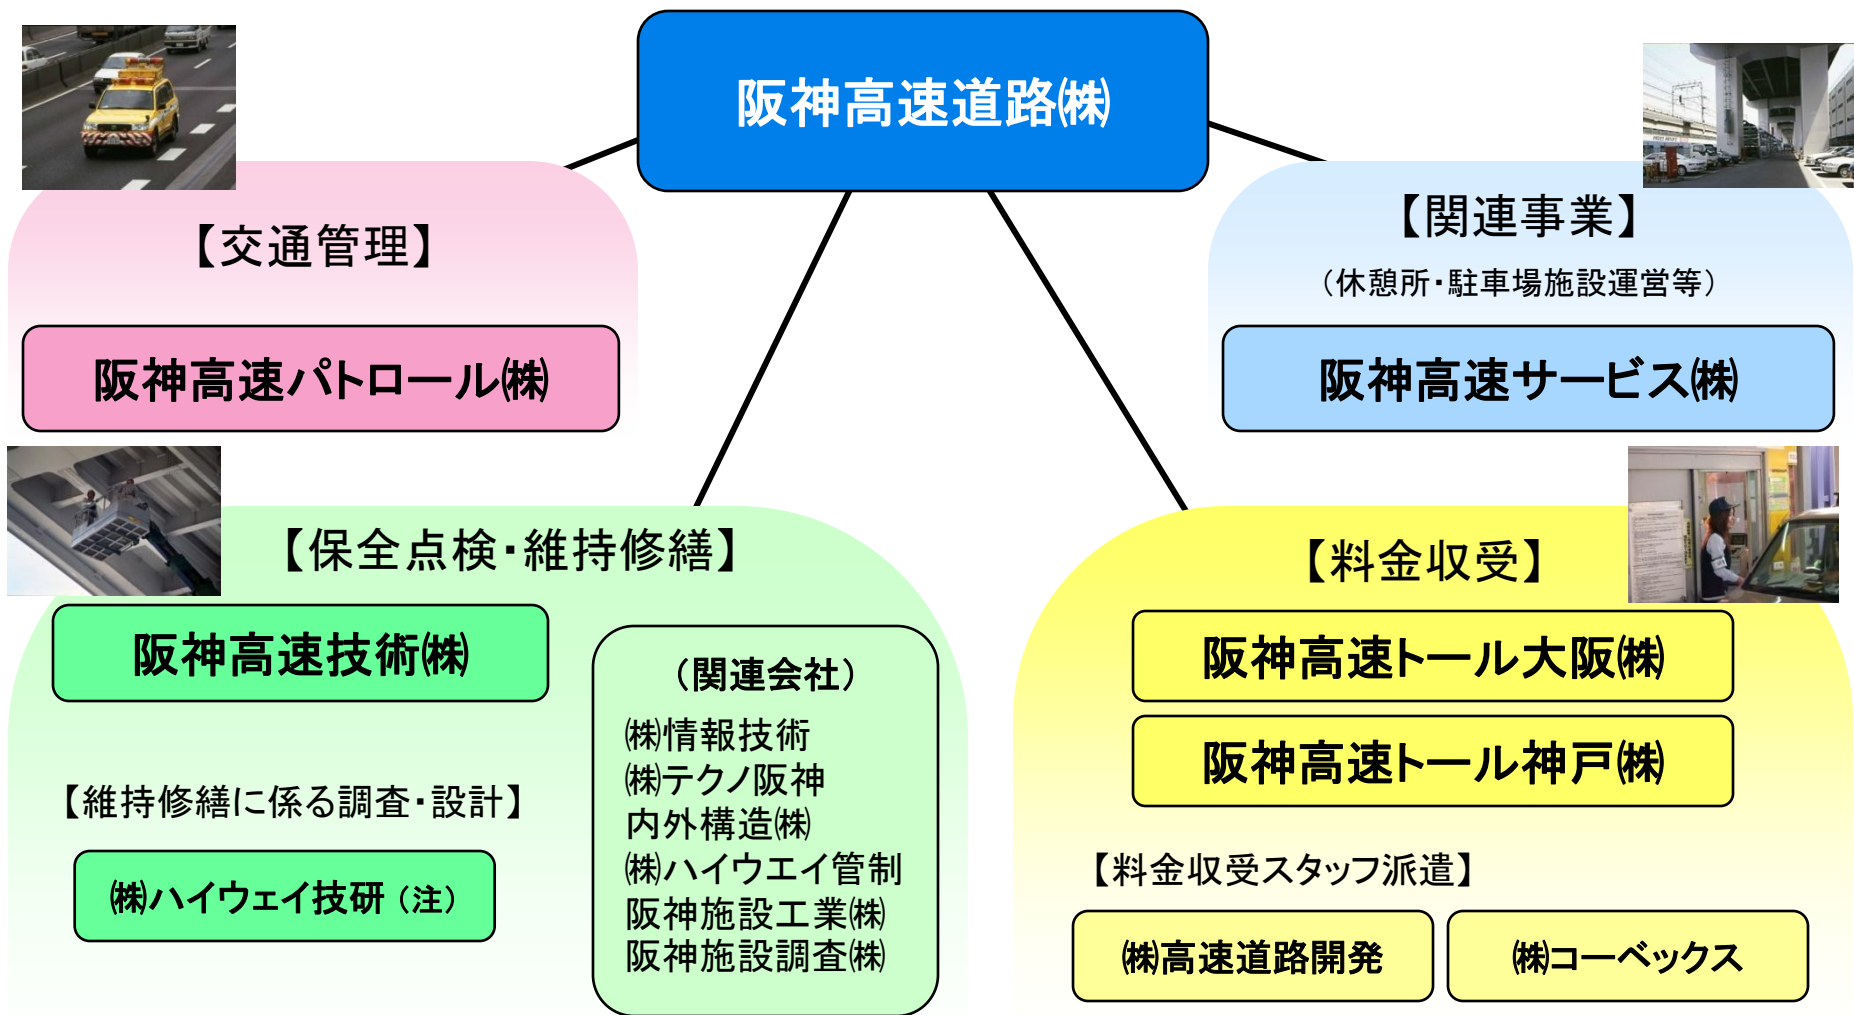 阪神高速道路㈱
【交通管理】
阪神高速パトロール㈱
【関連事業】
（休憩所・駐車場施設運営等）
阪神高速サービス㈱
【保全点検・維持修繕】
阪神高速技術㈱
【維持修繕に係る調査・設計】
㈱ハイウェイ技研（注）
（関連会社）
㈱情報技術
㈱テクノ阪神
内外構造㈱
㈱ハイウエイ管制
阪神施設工業㈱
阪神施設調査㈱
【料金収受】
阪神高速トール大阪㈱
阪神高速トール神戸㈱
【料金収受スタッフ派遣】
㈱高速道路開発
㈱コーベックス